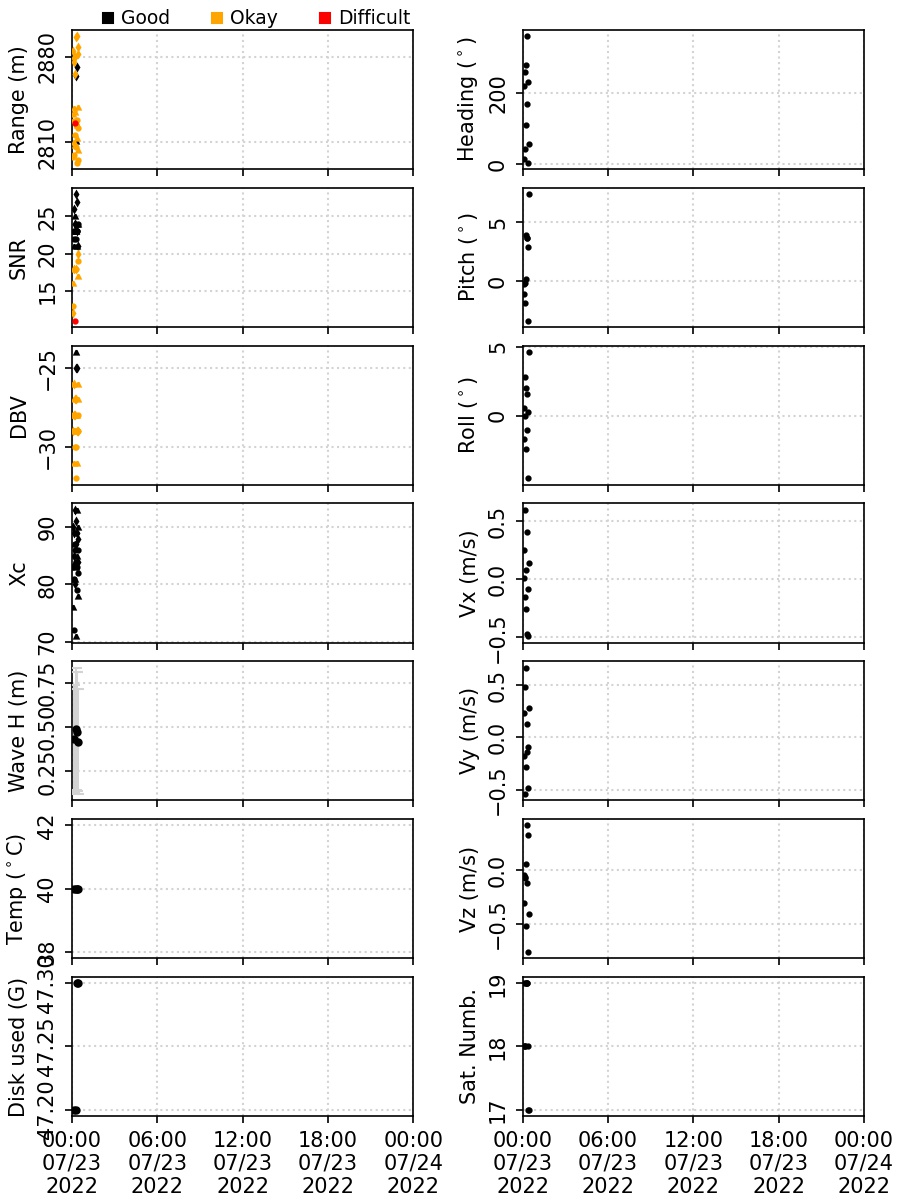 Good Okay Difficult
Range (m)
2880
2810
Heading (°)
200
0
SNR
25
20
15
Pitch (°)
5
0
DBV
−25
−30
Roll (°)
5
0
Xc
90
80
70
Vx (m/s)
0.5
0.0
−0.5
Wave H (m)
0.75
0.50
0.25
Vy (m/s)
0.5
0.0
−0.5
Temp (°C)
42
40
38
Vz (m/s)
0.0
−0.5
Disk used (G)
47.30
47.25
47.20
Sat. Numb.
19
18
17
00:00 06:00 12:00 18:00 00:00
07/23 07/23 07/23 07/23 07/24
2022 2022 2022 2022 2022
00:00 06:00 12:00 18:00 00:00
07/23 07/23 07/23 07/23 07/24
2022 2022 2022 2022 2022